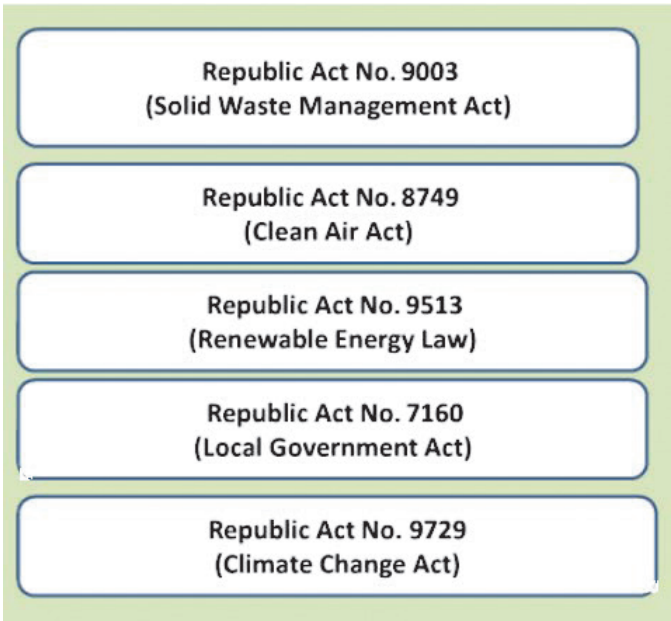 Republic Act No. 9003
(Solid Waste Management Act)
Republic Act No. 8749
(Clean Air Act)
Republic Act No. 9513
(Renewable Energy Law)
Republic Act No. 7160
(Local Government Act)
Republic Act No. 9729
(Climate Change Act)